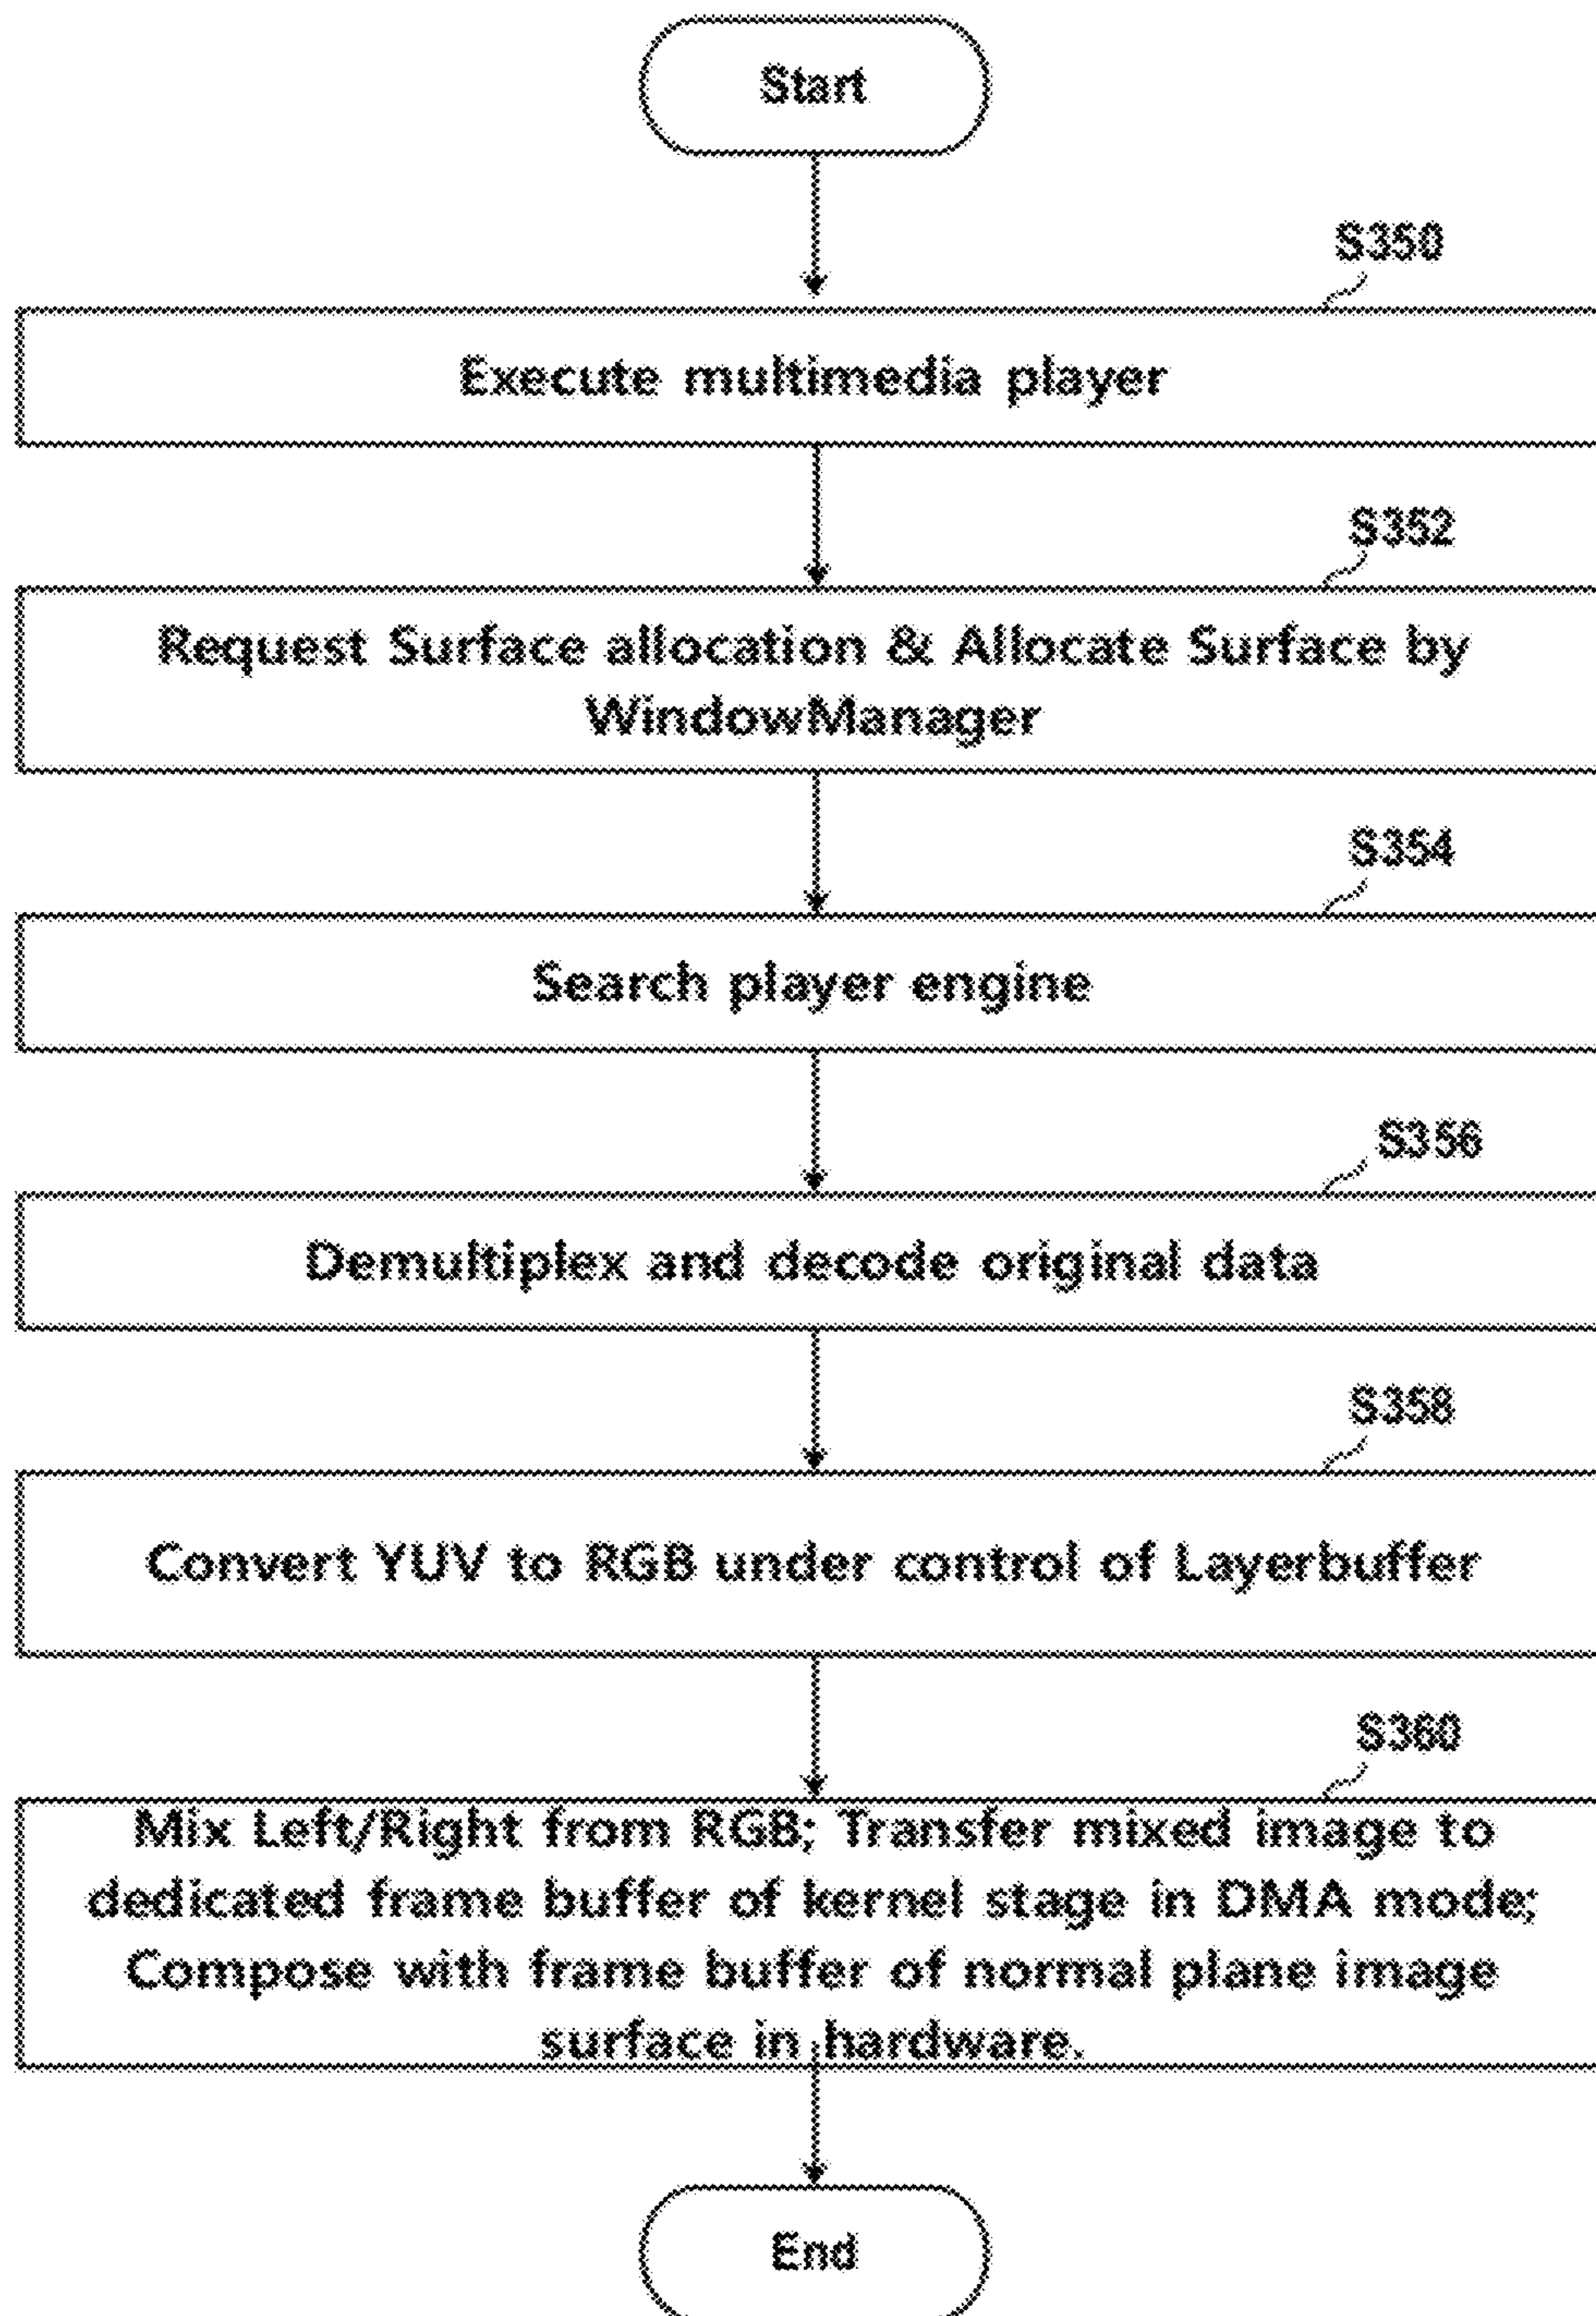 Start
S350
Execute multimedia player
S352
Request Surface allocation & Allocate Surface by
WindowManager
S354
Search player engine
S356
Demultiplex and decode original data
S358
Convert YUV to RGB under control of Layerbuffer
S360
Mix Left/Right from RGB; Transfer mixed image to
dedicated frame buffer of kernel stage in DMA mode;
Compose with frame buffer of normal plane image
surface in hardware.
End